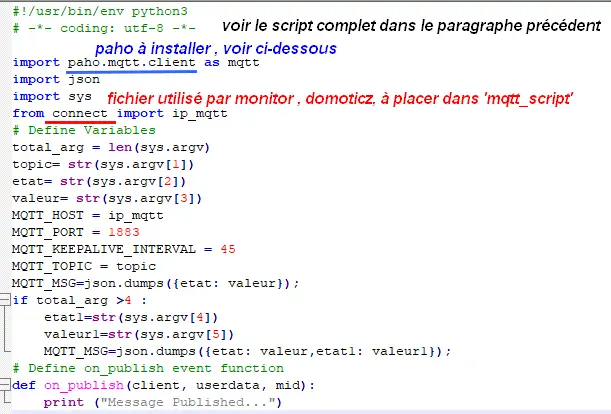 #!/usr/bin/env python3
voir le script complet dans le paragraphe précédent
# -*- coding: utf-8 -*-
paho à installer , voir ci-dessous
import paho.mqtt.client as mqtt
import json
import sys
fichier utilisé par monitor , domoticz, à placer dans 'mqtt_script'
from connect import ip_mqtt
# Define Variables
total_arg = len(sys.argv)
topic= str(sys.argv[1])
etat= str(sys.argv[2])
valeur= str(sys.argv[3])
MQTT_HOST = ip_mqtt
MQTT_PORT = 1883
MQTT_KEEPALIVE_INTERVAL = 45
MQTT_TOPIC = topic
MQTT_MSG=json.dumps({etat: valeur});
if total_arg >4 :
    etat1=str(sys.argv[4])
    valeur1=str(sys.argv[5])
    MQTT_MSG=json.dumps({etat: valeur,etat1: valeur1});
# Define on_publish event function
def on_publish(client, userdata, mid):
    print ("Message Published...")